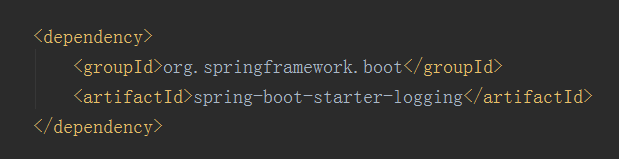 <dependency>
<groupId>org.springframework.boot</groupId>
<artifactId>spring-boot-starter-logging</artifactId>
</dependency>